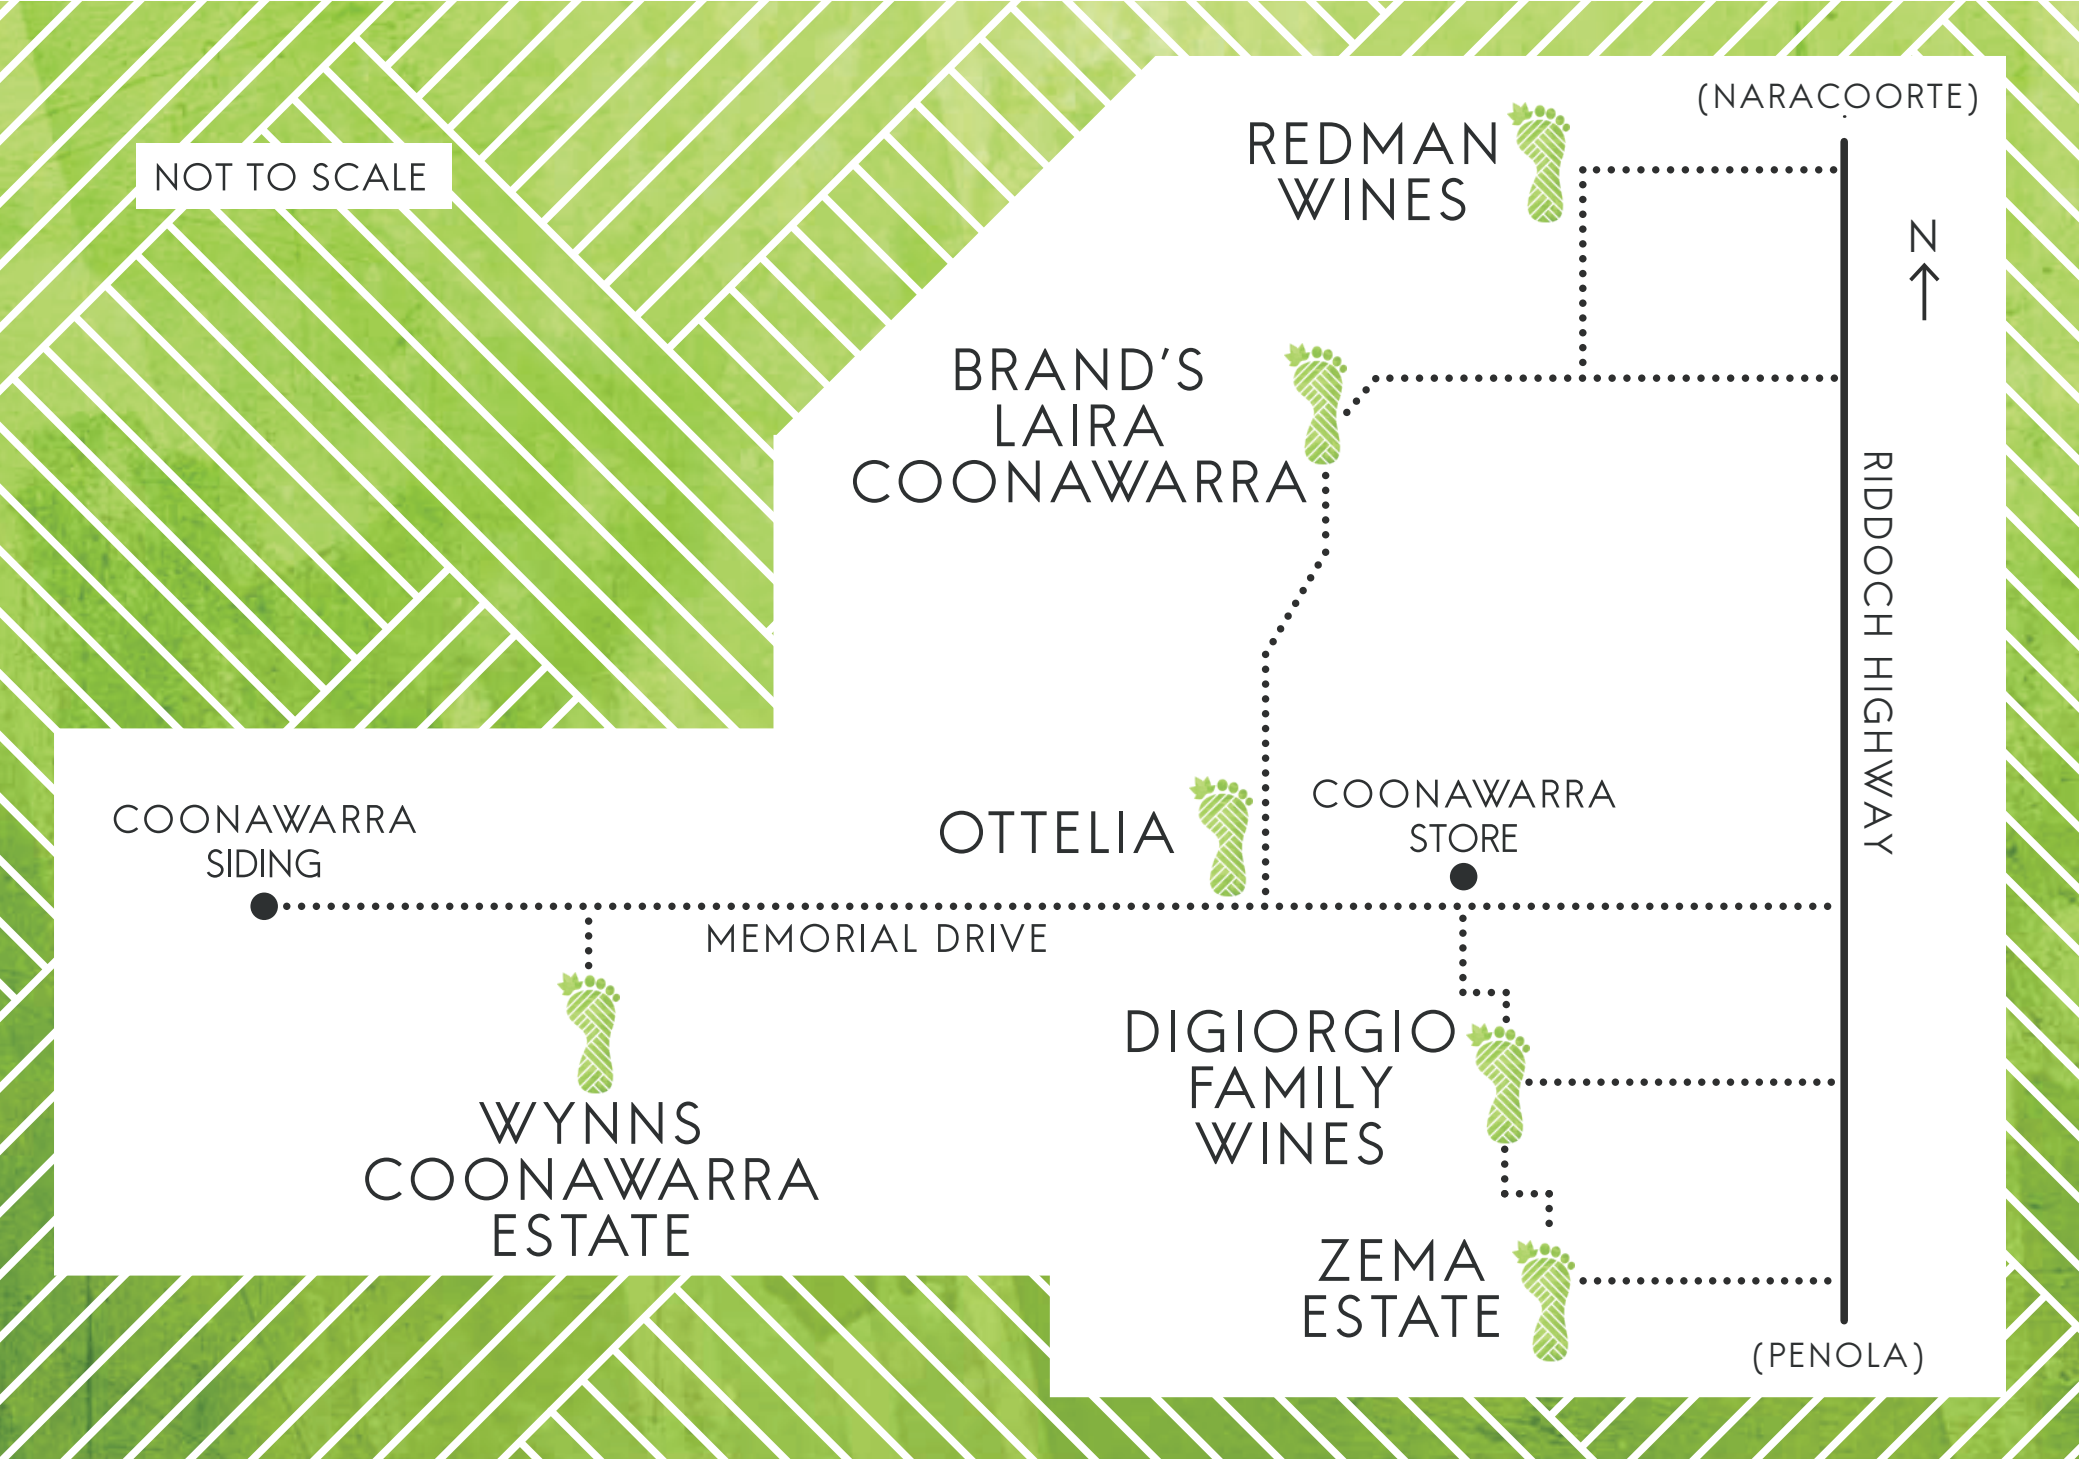 (NARACOORTE)
REDMAN
WINES
NOT TO SCALE
N
BRAND'S
LAIRA
COONAWARRA
RIDDOCH HIGHWAY
COONAWARRA
SIDING
OTTELIA
COONAWARRA
STORE
MEMORIAL DRIVE
WYNNS
COONAWARRA
ESTATE
DIGIORGIO
FAMILY
WINES
ZEMA
ESTATE
(PENOLA)